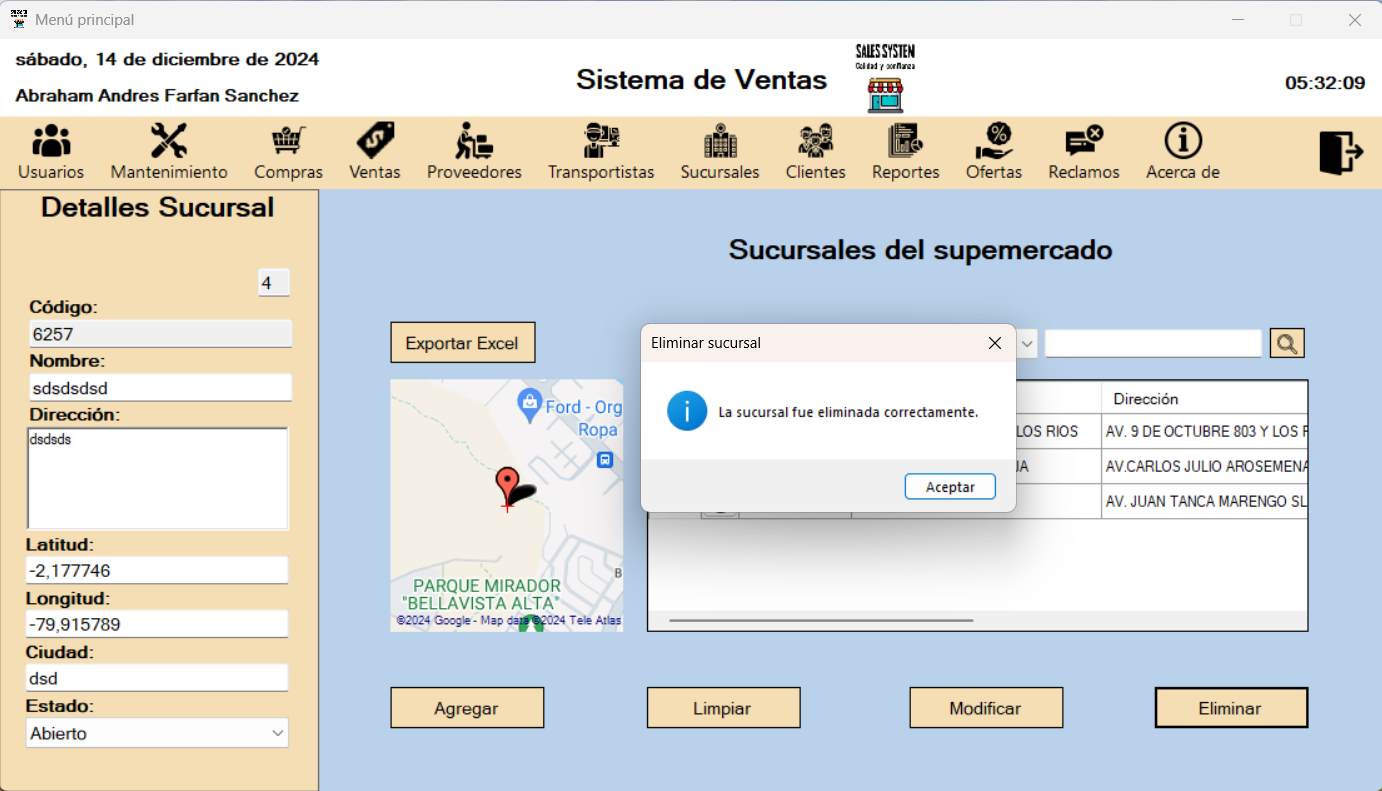 Menú principal
sábado, 14 de diciembre de 2024
Abraham Andres Farfan Sanchez
Sistema de Ventas
SALES SYSTEN
Calidad y confianza
05:32:09
Usuarios
Mantenimiento
Compras
Ventas
Proveedores
Transportistas
Sucursales
Clientes
Reportes
Ofertas
Reclamos
Acerca de
Detalles Sucursal
4
Código:
6257
Nombre:
sdsdsdsd
Dirección:
dsdsds
Latitud:
-2,177746
Longitud:
-79,915789
Ciudad:
dsd
Estado:
Abierto
Sucursales del supemercado
Exportar Excel
Ford - Org
Ropa
B
PARQUE MIRADOR
"BELLAVISTA ALTA"
©2024 Google - Map data ©2024 Tele Atlas
Eliminar sucursal
La sucursal fue eliminada correctamente.
Aceptar
Dirección
LOS RIOS
AV. 9 DE OCTUBRE 803 Y LOS
AV.CARLOS JULIO AROSEMENA
AV. JUAN TANCA MARENGO
Agregar
Limpiar
Modificar
Eliminar